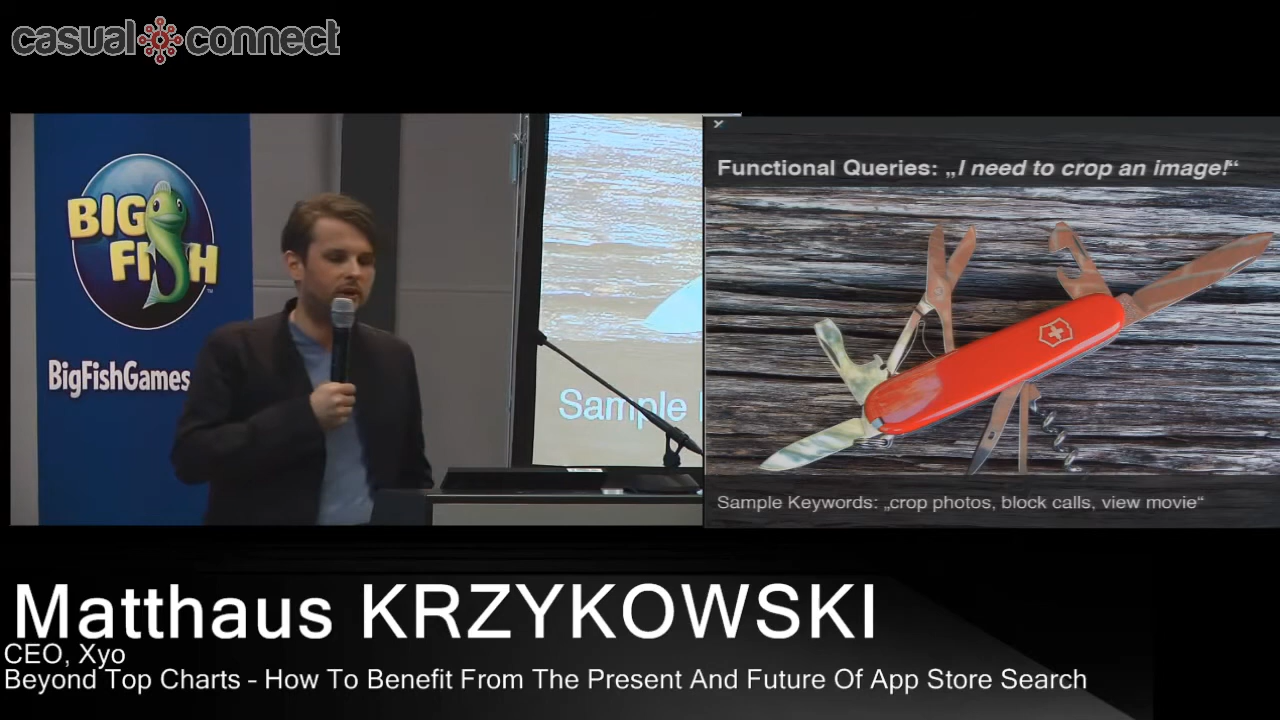 casual connect
BIG
FISH
BigFishGames
Sample
Functional Queries: „I need to crop an image!“
Sample Keywords: „crop photos, block calls, view movie“
Matthaus KRZYKOWSKI
CEO, Xyo
Beyond Top Charts - How To Benefit From The Present And Future Of App Store Search